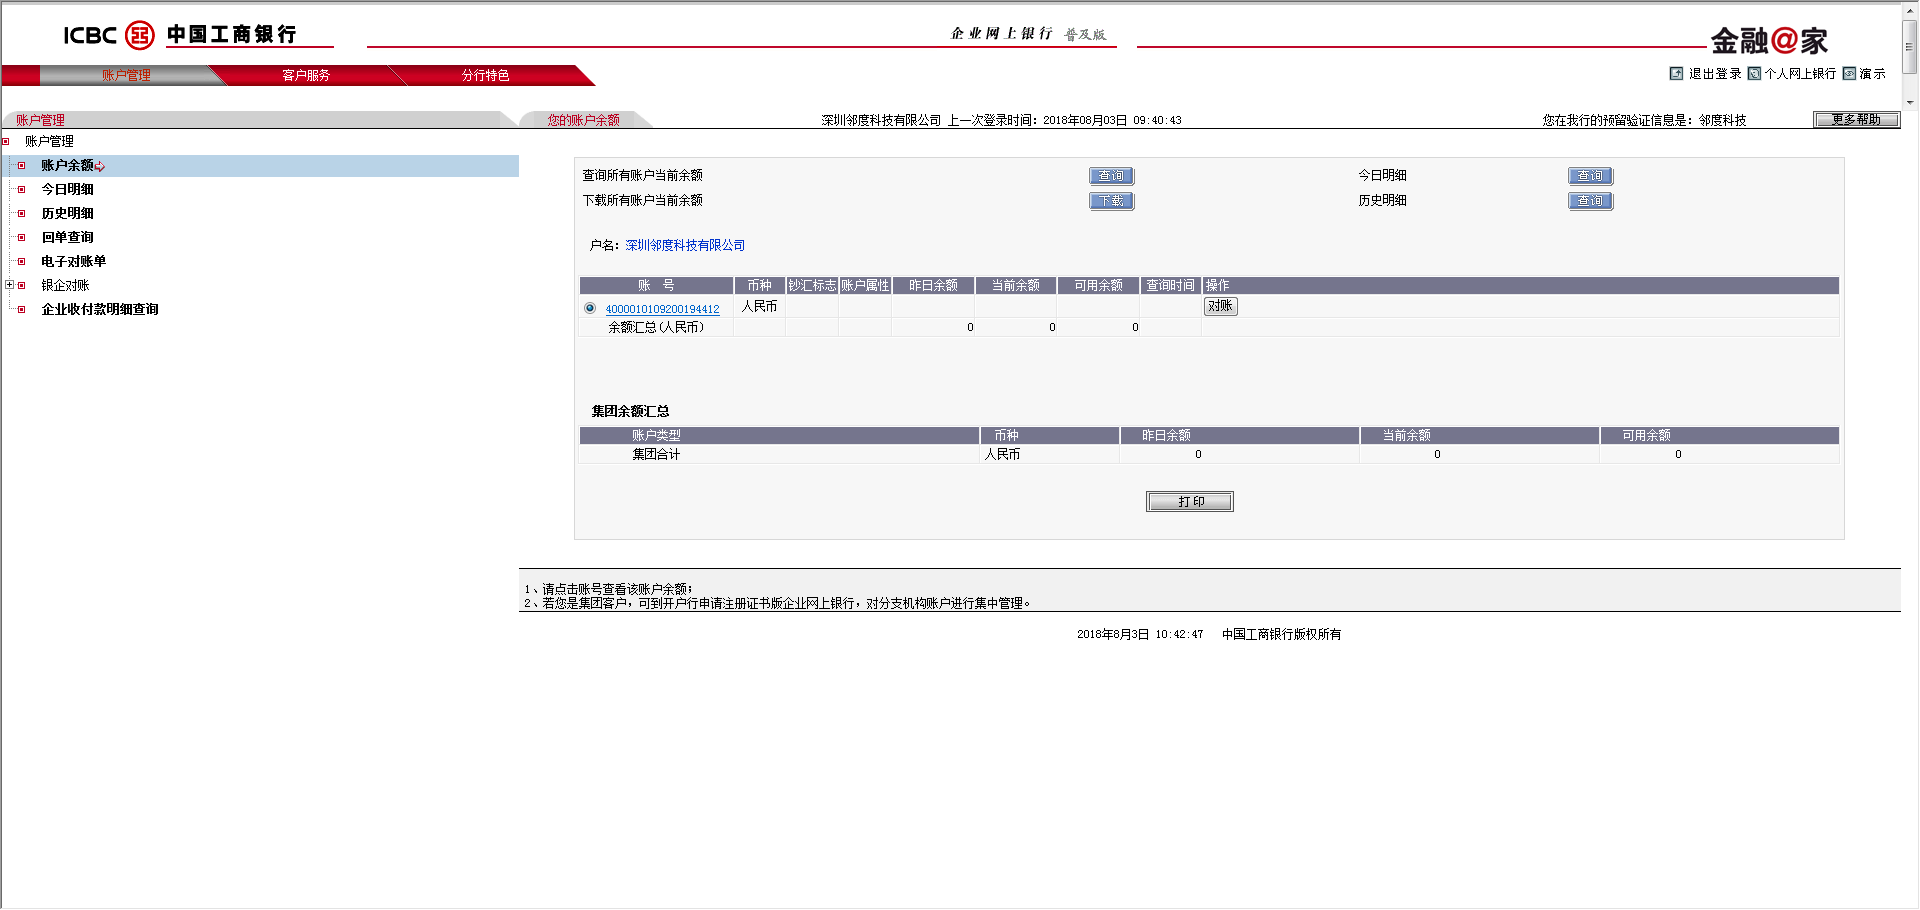 ICBC 中国工商银行
企业网上银行 普及版
金融@家
账户管理 客户服务 分行特色
退出登录 个人网上银行 演示
账户管理
您的账户余额
深圳邻度科技有限公司 上一次登录时间：2018年08月03日 09:40:43
您在我行的预留验证信息是：邻度科技
更多帮助
账户管理
账户余额
今日明细
历史明细
回单查询
电子对账单
银企对账
企业收付款明细查询
查询所有账户当前余额 查询 今日明细 查询
下载所有账户当前余额 下载 历史明细 查询
户名：深圳邻度科技有限公司
账 号 币种 钞汇标志 账户属性 昨日余额 当前余额 可用余额 查询时间 操作
4000010109200194412 人民币 对账
余额汇总(人民币) 0 0 0
集团余额汇总
账户类型 币种 昨日余额 当前余额 可用余额
集团合计 人民币 0 0 0
打印
1、请点击账号查看该账户余额；
2、若您是集团客户，可到开户行申请注册证书版企业网上银行，对分支机构账户进行集中管理。
2018年8月3日 10:42:47 中国工商银行版权所有